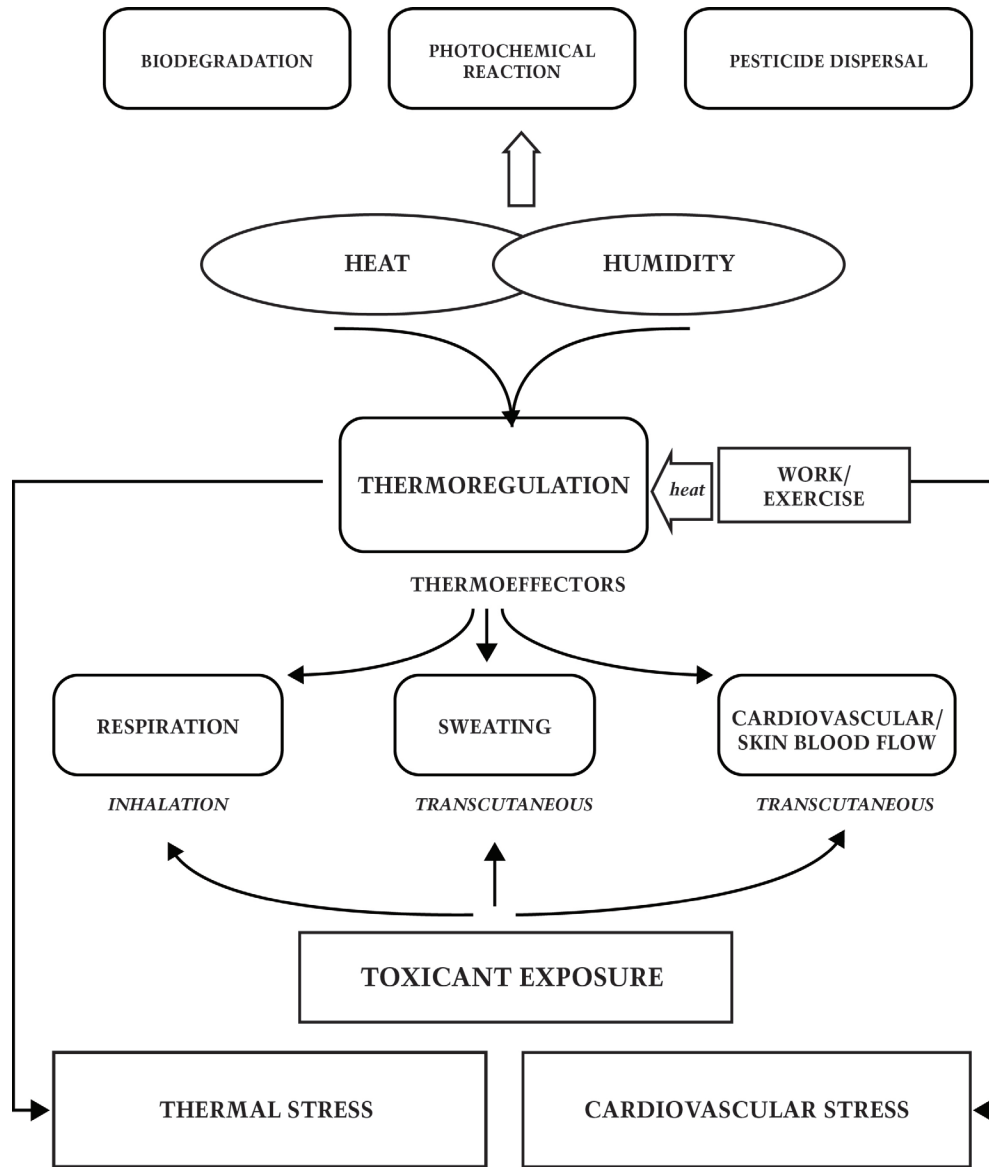 BIODEGRADATION
PHOTOCHEMICAL
REACTION
PESTICIDE DISPERSAL
HEAT
HUMIDITY
THERMOREGULATION
heat
WORK/
EXERCISE
THERMOEFFECTORS
RESPIRATION
SWEATING
CARDIOVASCULAR/
SKIN BLOOD FLOW
INHALATION
TRANSCUTANEOUS
TRANSCUTANEOUS
TOXICANT EXPOSURE
THERMAL STRESS
CARDIOVASCULAR STRESS